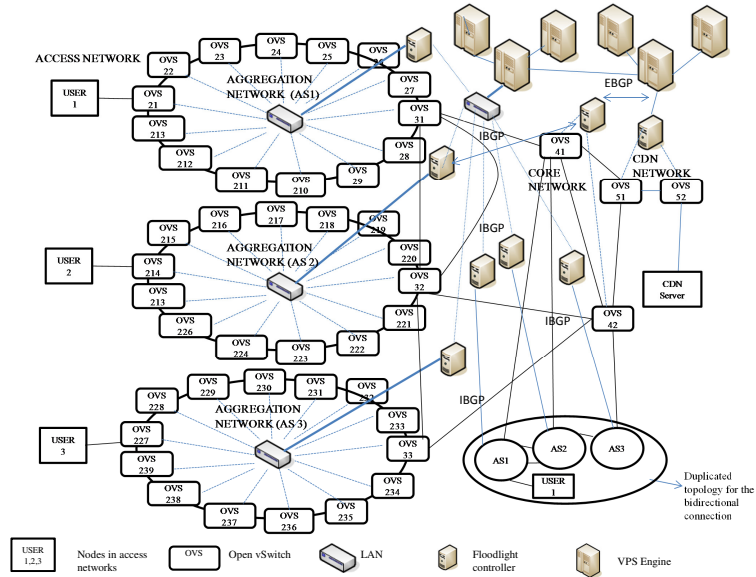 ACCESS NETWORK
OVS
22
OVS
23
OVS
24
OVS
25
OVS
26
OVS
27
OVS
31
OVS
28
OVS
29
OVS
210
OVS
211
OVS
212
OVS
213
OVS
21
USER
1
AGGREGATION
NETWORK (AS1)
EBGP
IBGP
OVS
41
CORE
NETWORK
CDN
NETWORK
OVS
51
OVS
52
CDN
Server
OVS
215
OVS
216
OVS
217
OVS
218
OVS
219
OVS
220
OVS
32
OVS
221
OVS
222
OVS
223
OVS
224
OVS
226
OVS
213
OVS
214
USER
2
AGGREGATION
NETWORK (AS 2)
IBGP
IBGP
OVS
42
OVS
228
OVS
229
OVS
230
OVS
231
OVS
232
OVS
233
OVS
33
OVS
234
OVS
235
OVS
236
OVS
237
OVS
238
OVS
239
OVS
227
USER
3
AGGREGATION
NETWORK (AS 3)
IBGP
AS1
AS2
AS3
USER
1
Duplicated
topology for the
bidirectional
connection
USER
1,2,3
Nodes in access
networks
OVS
Open vSwitch
LAN
Floodlight
controller
VPS Engine